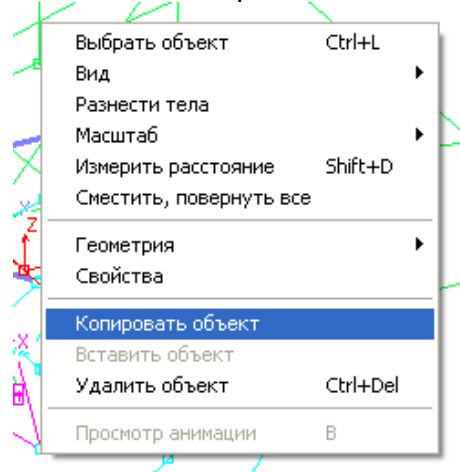 Выбрать объект Ctrl+L
Вид
Разнести тела
Масштаб
Измерить расстояние Shift+D
Сместить, повернуть все
Z
Геометрия
Свойства
Копировать объект
X
Вставить объект
Удалить объект Ctrl+Del
Просмотр анимации B